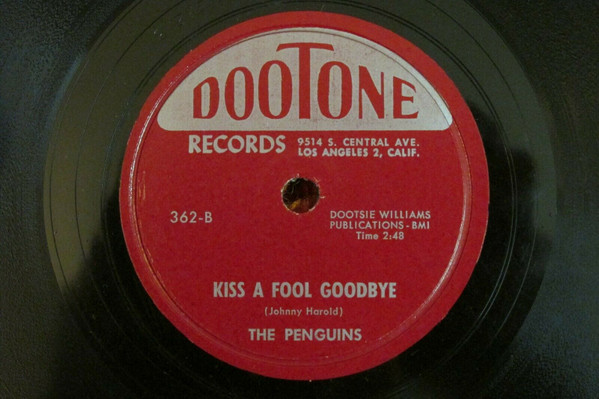 DOOTONE
RECORDS 9514 S. CENTRAL AVE.
LOS ANGELES 2, CALIF.
362-B
DOOTSIE WILLIAMS
PUBLICATIONS - BMI
Time 2:48
KISS A FOOL GOODBYE
(Johnny Harold)
THE PENGUINS